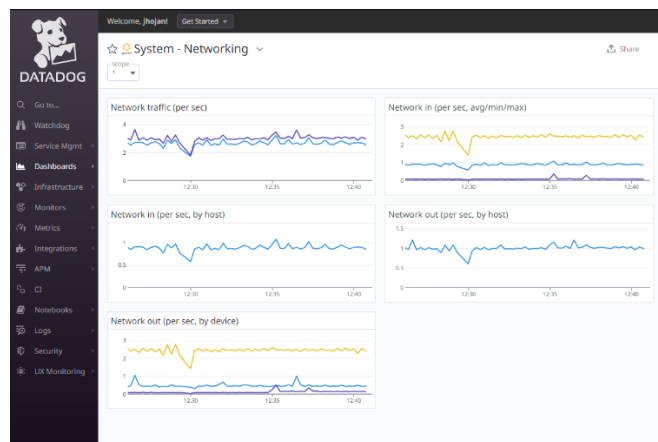 DATADOG
Go to...
Watchdog
Service Mgmt
Dashboards
Infrastructure
Monitors
Metrics
Integrations
APM
CI
Notebooks
Logs
Security
UX Monitoring
Welcome, jhojan! Get Started
System - Networking
Share
scope
*
Network traffic (per sec)
4
2
0
12:30 12:35 12:40
Network in (per sec, avg/min/max)
3
2
1
0
12:30 12:35 12:40
Network in (per sec, by host)
1
0.5
0
12:30 12:35 12:40
Network out (per sec, by host)
1.5
1
0.5
0
12:30 12:35 12:40
Network out (per sec, by device)
3
2
1
0
12:30 12:35 12:40